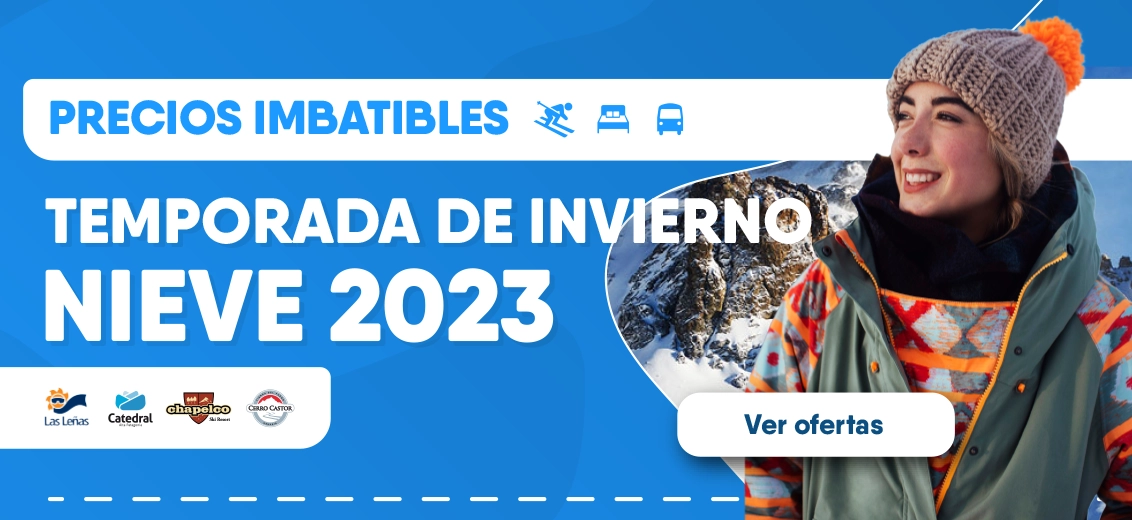 PRECIOS IMBATIBLES
TEMPORADA DE INVIERNO
NIEVE 2023
Las Leñas
Catedral
chapelco
Ski Resort
CERRO CASTOR
Ver ofertas